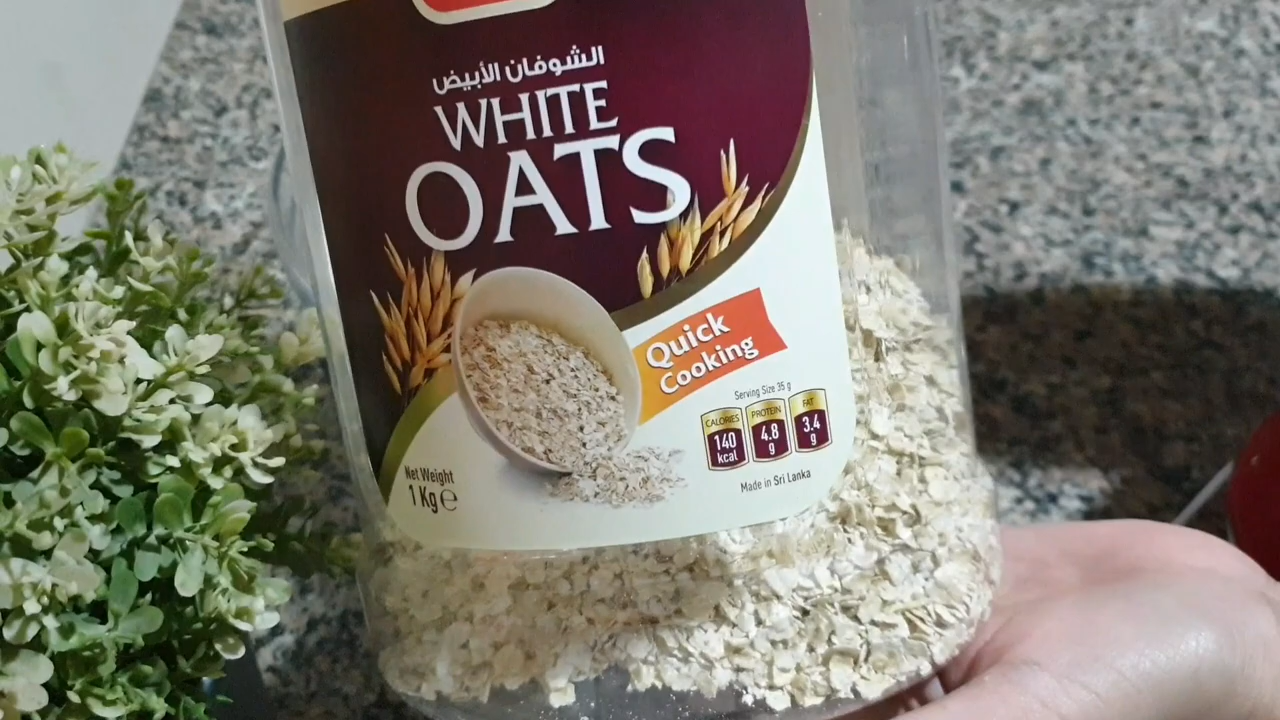 الشوفان الأبيض
WHITE
OATS
Quick
Cooking
Serving Size 35 g
CALORIES
140
kcal
PROTEIN
4.8
g
FAT
3.4
g
Net Weight
1 Kg ℮
Made in Sri Lanka